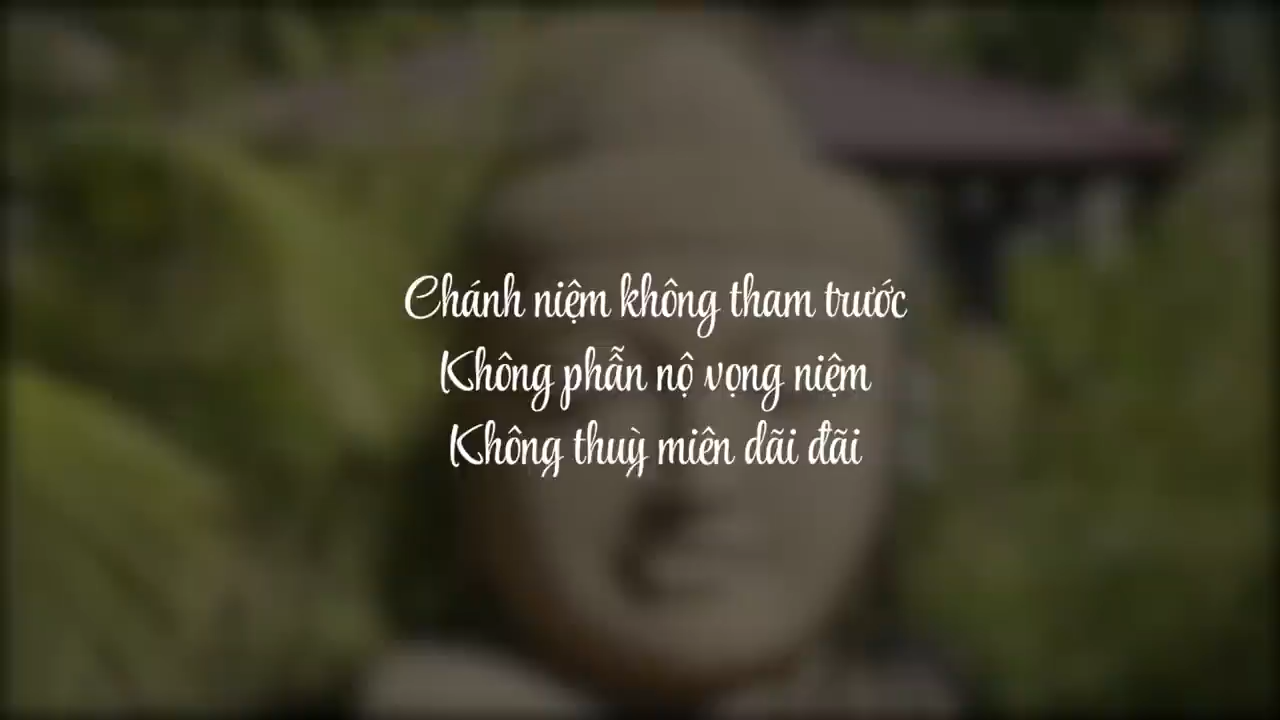 Chánh niệm không tham trước
Không phẫn nộ vọng niệm
Không thuỳ miên dãi đãi